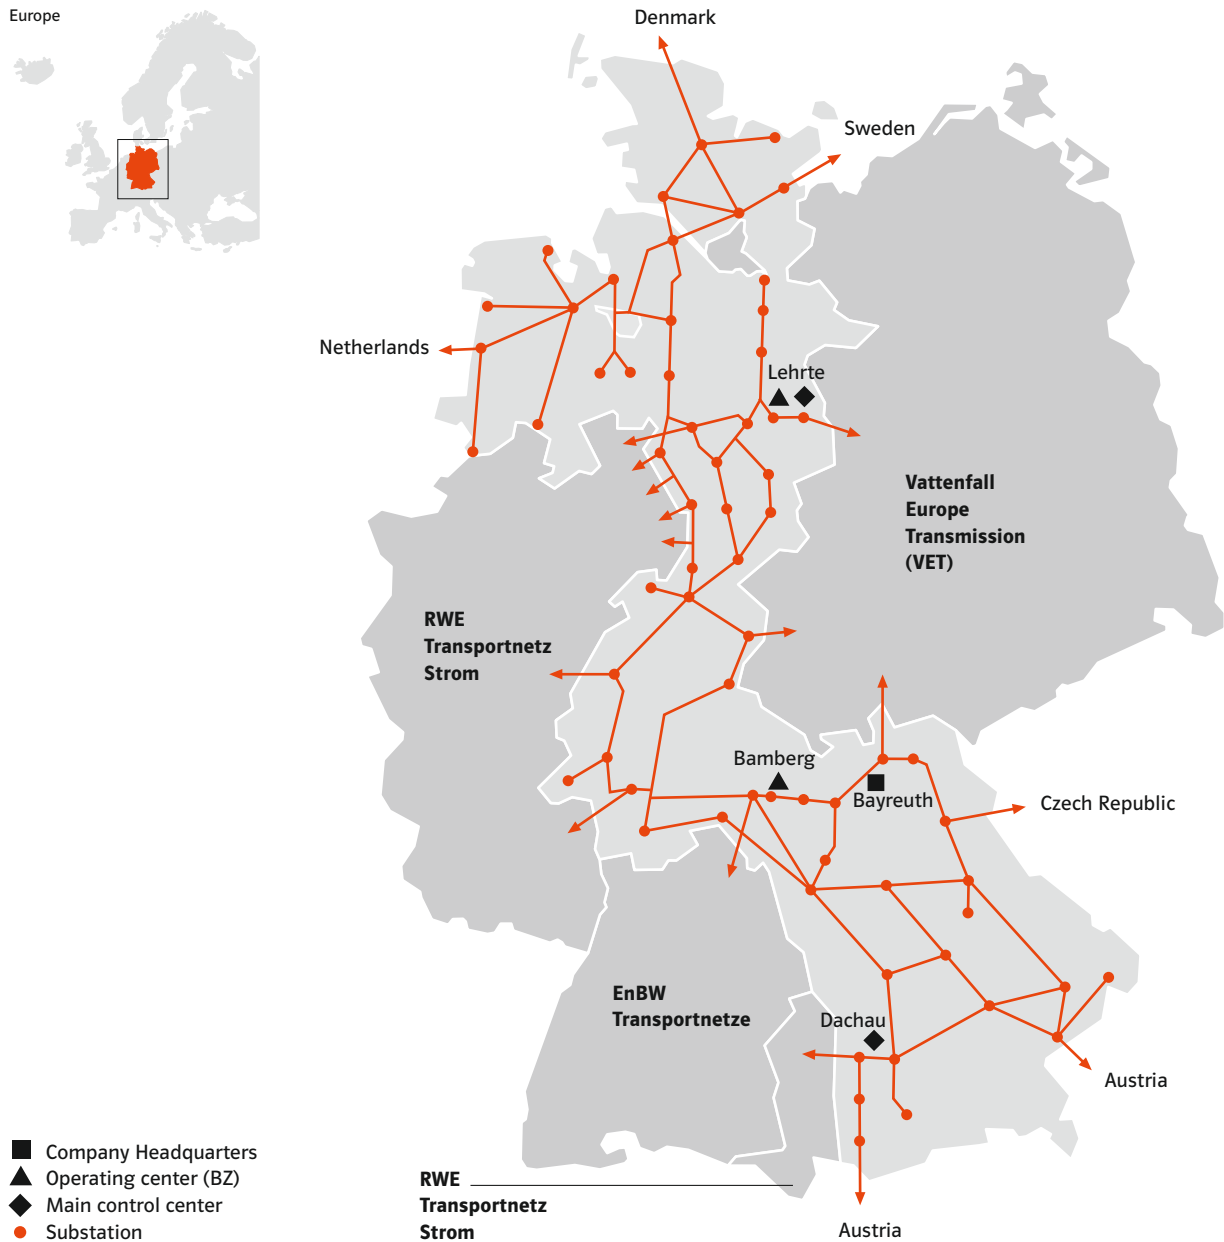 Europe
Denmark
Sweden
Netherlands
Lehrte
Vattenfall
Europe
Transmission
(VET)
RWE
Transportnetz
Strom
Bamberg
Bayreuth
Czech Republic
EnBW
Transportnetze
Dachau
Austria
Company Headquarters
Operating center (BZ)
Main control center
Substation
RWE
Transportnetz
Strom
Austria